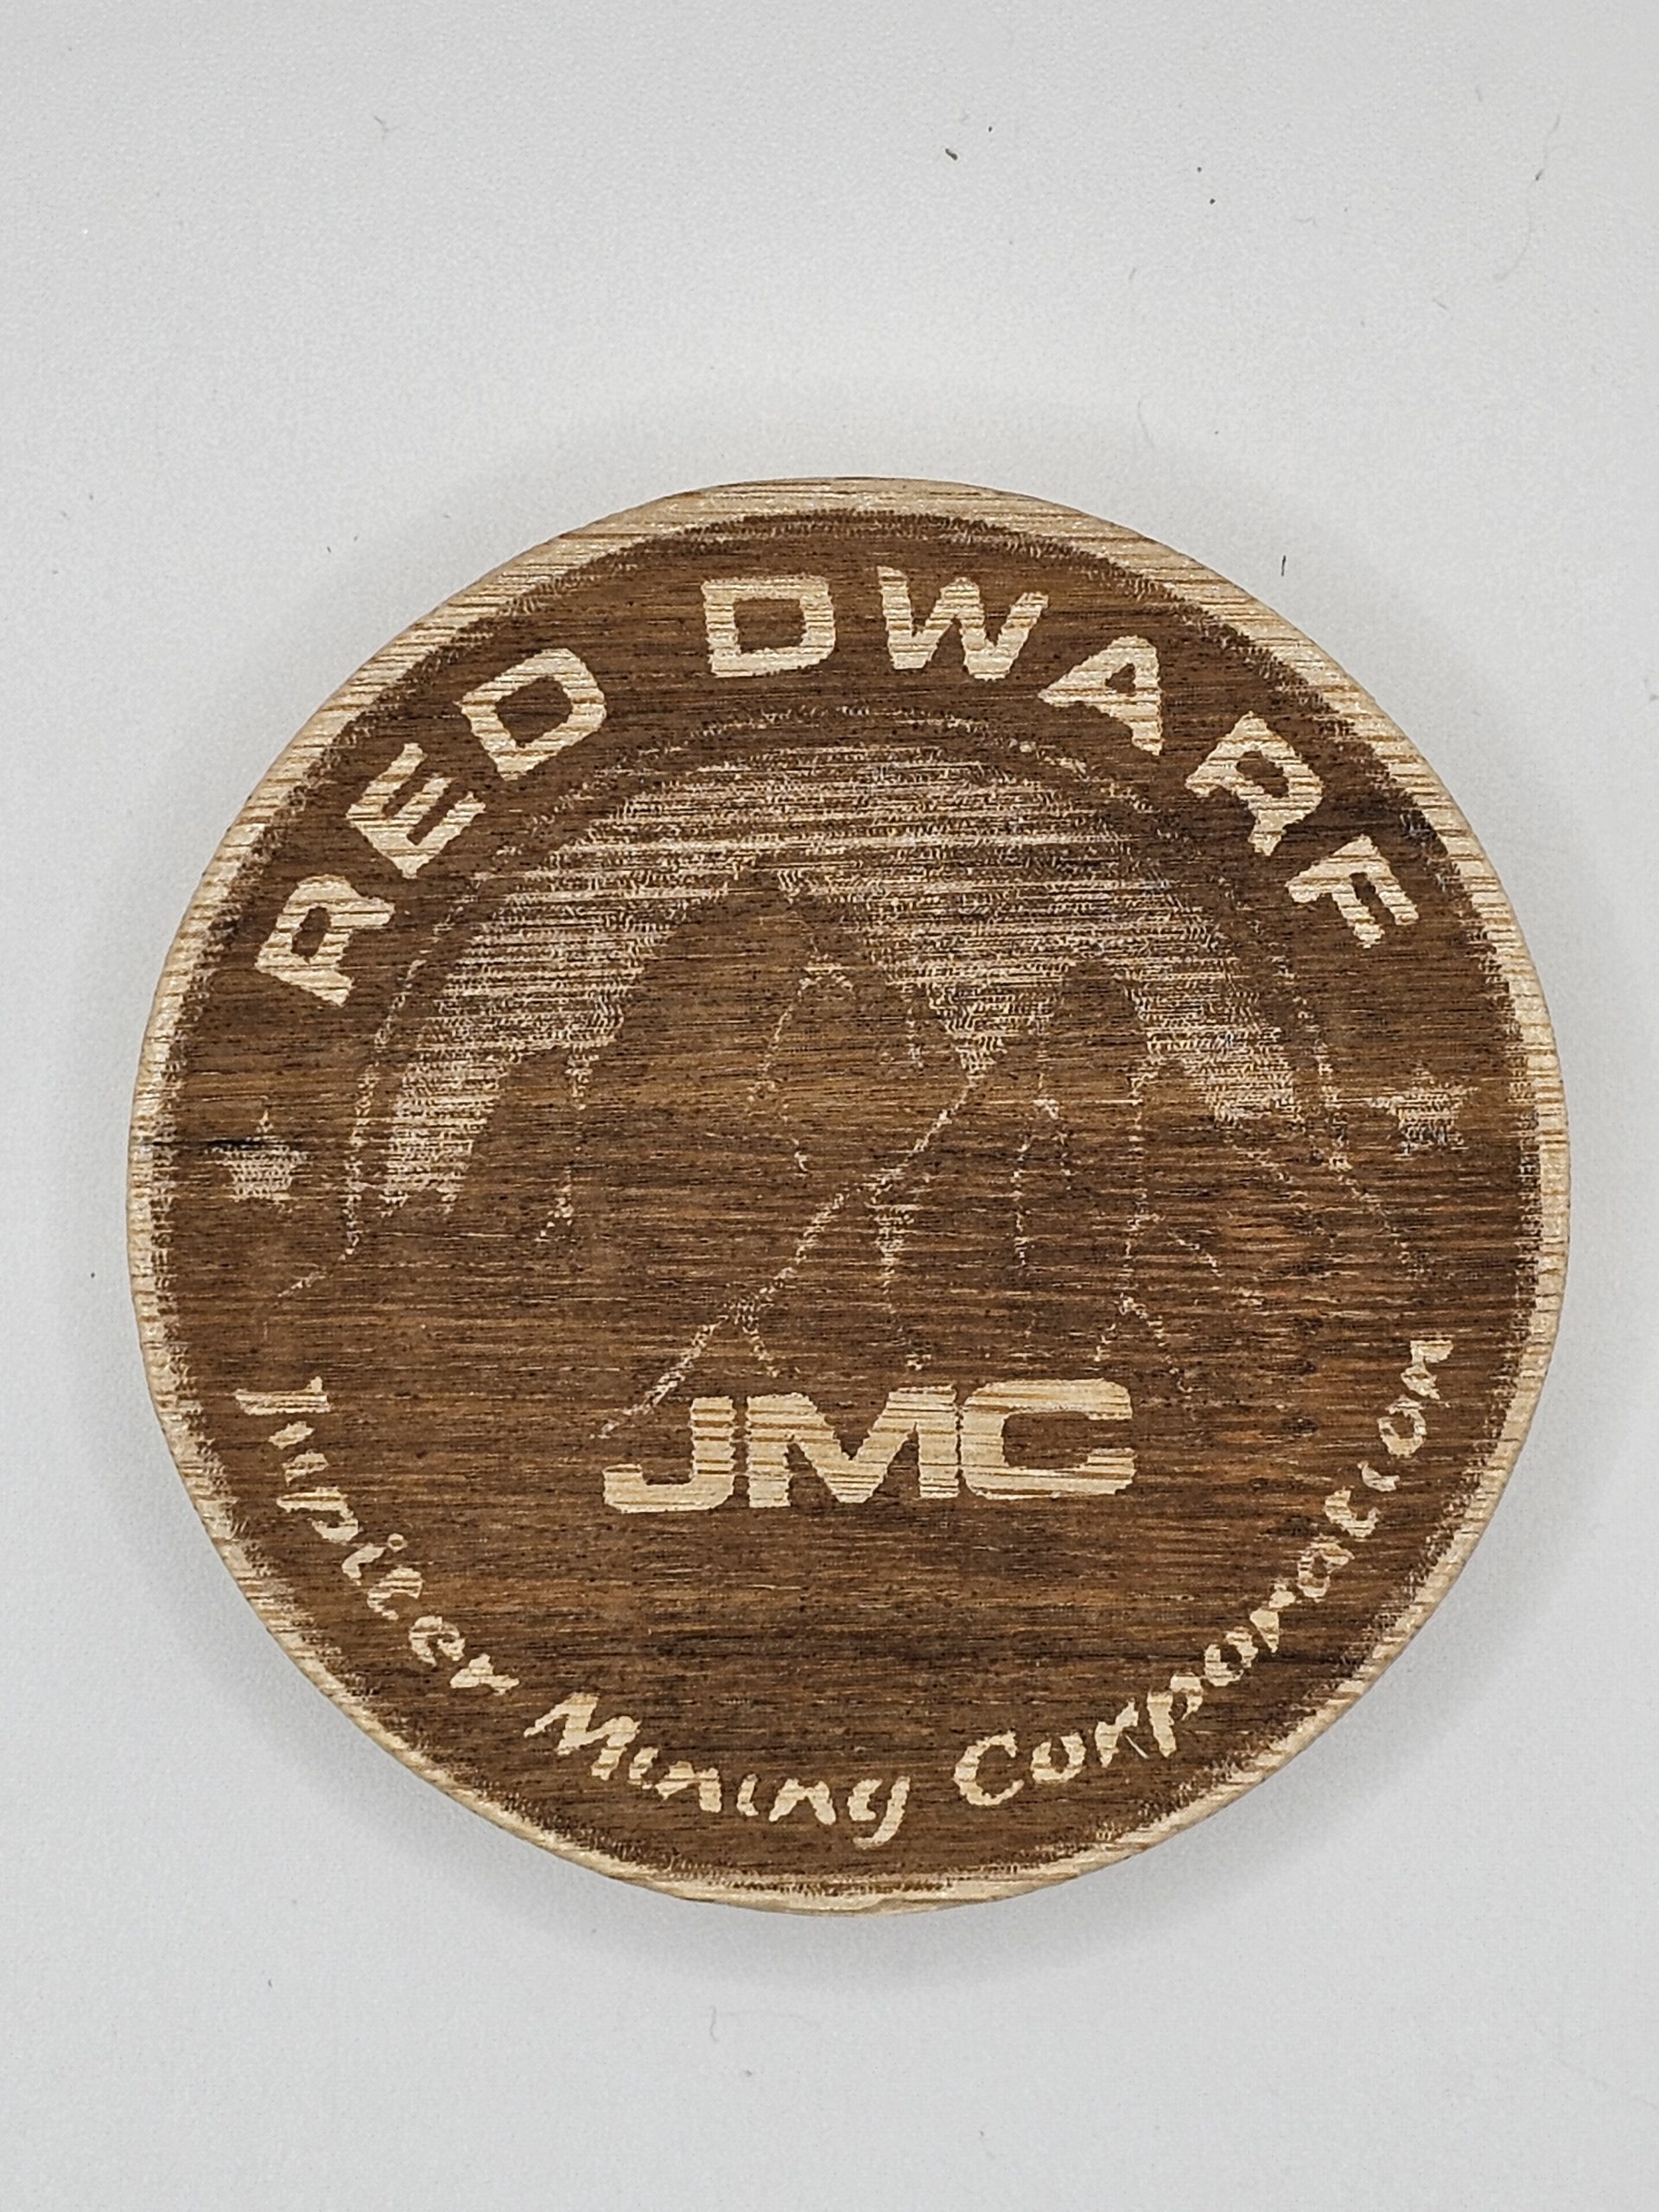 RED DWARF
JMC
Jupiter Mining Corporation